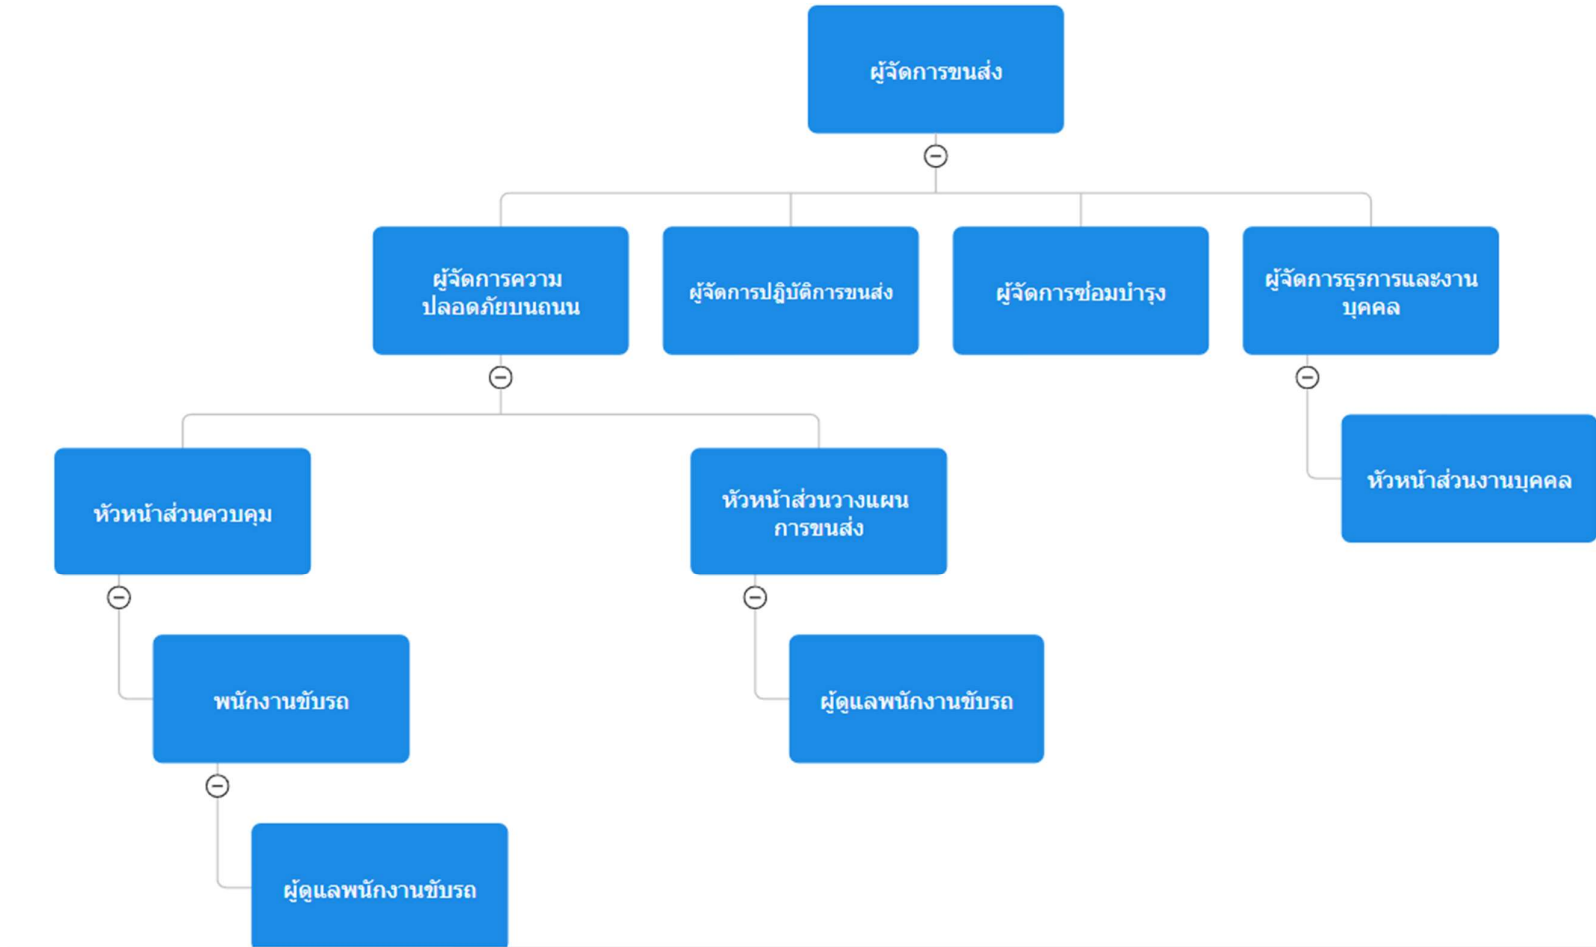 ผู้จัดการขนส่ง
ผู้จัดการความ
ปลอดภัยบนถนน
ผู้จัดการปฎิบัติการขนส่ง
ผู้จัดการซ่อมบำรุง
ผู้จัดการธุรการและงาน
บุคคล
หัวหน้าส่วนควบคุม
หัวหน้าส่วนวางแผน
การขนส่ง
หัวหน้าส่วนงานบุคคล
พนักงานขับรถ
ผู้ดูแลพนักงานขับรถ
ผู้ดูแลพนักงานขับรถ